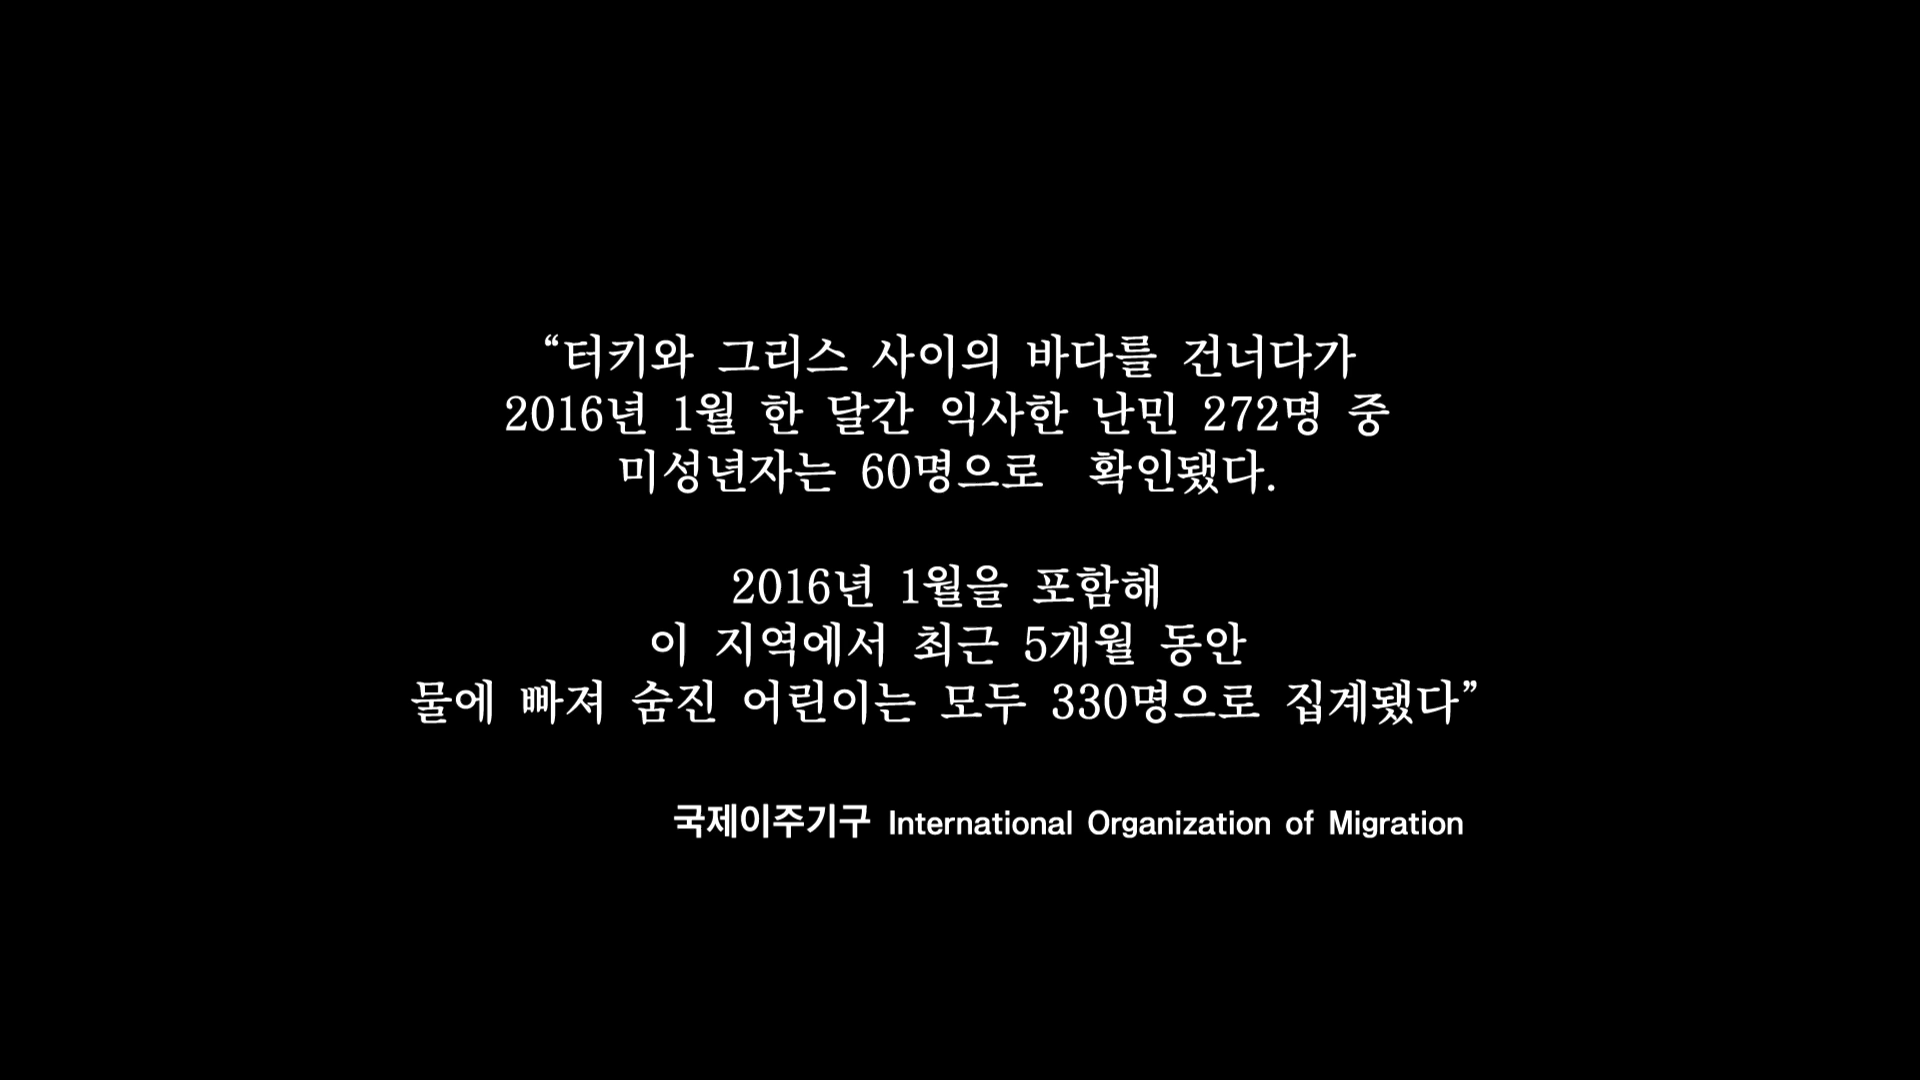 “터키와 그리스 사이의 바다를 건너다가
2016년 1월 한 달간 익사한 난민 272명 중
미성년자는 60명으로 확인됐다.
2016년 1월을 포함해
이 지역에서 최근 5개월 동안
물에 빠져 숨진 어린이는 모두 330명으로 집계됐다”
국제이주기구 International Organization of Migration